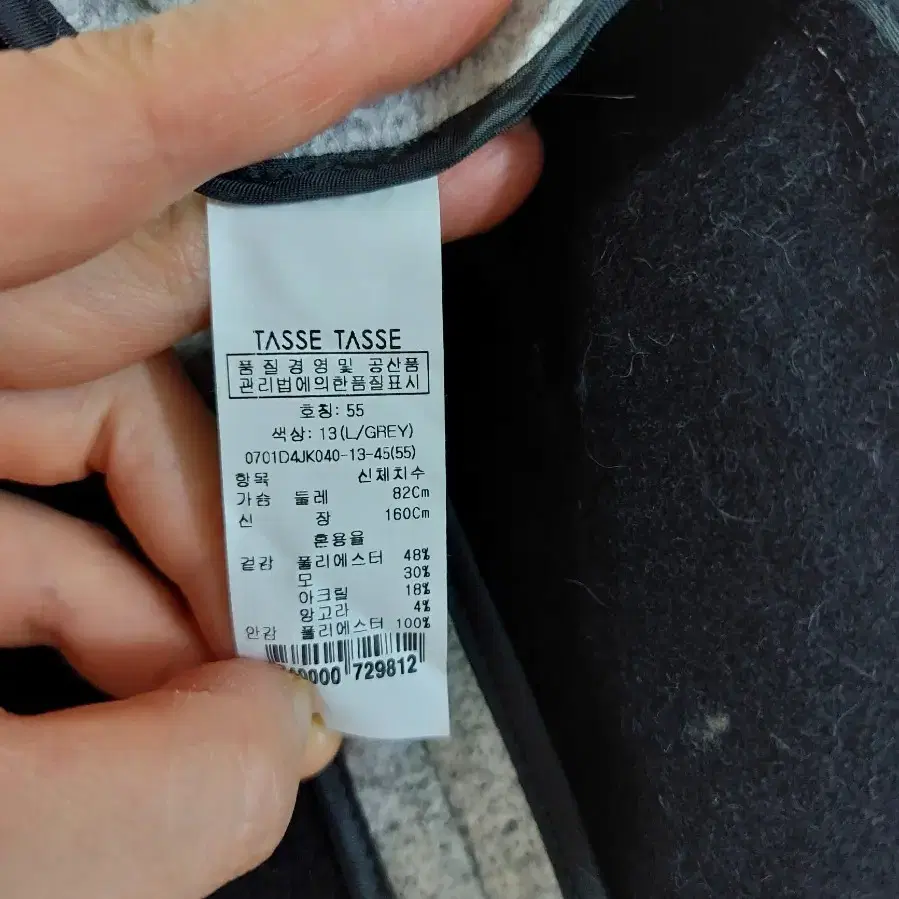 TASSE TASSE
품질경영및 공산품
관리법에의한품질표시
호칭: 55
색상: 13(L/GREY)
0701D4JK040-13-45(55)
항목 신체치수
가슴 둘레 82Cm
신 장 160Cm
혼용율
겉감 폴리에스터 48%
모 30%
아크릴 18%
앙고라 4%
안감 폴리에스터 100%
729812